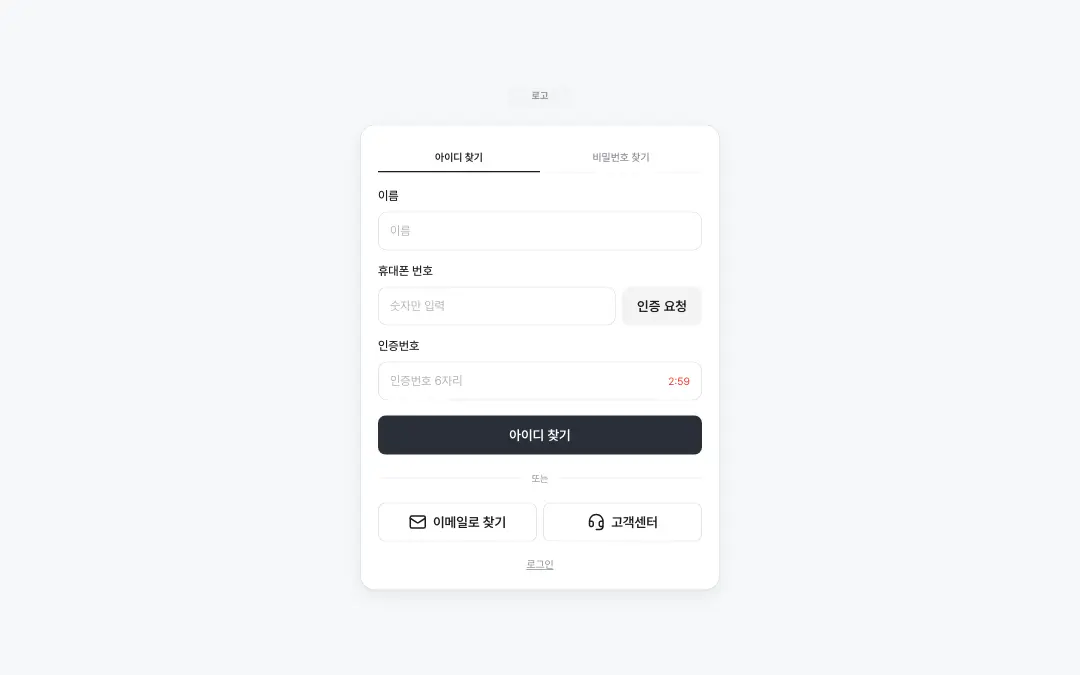 로고
아이디 찾기 비밀번호 찾기
이름
이름
휴대폰 번호
숫자만 입력 인증 요청
인증번호
인증번호 6자리 2:59
아이디 찾기
또는
이메일로 찾기 고객센터
로그인